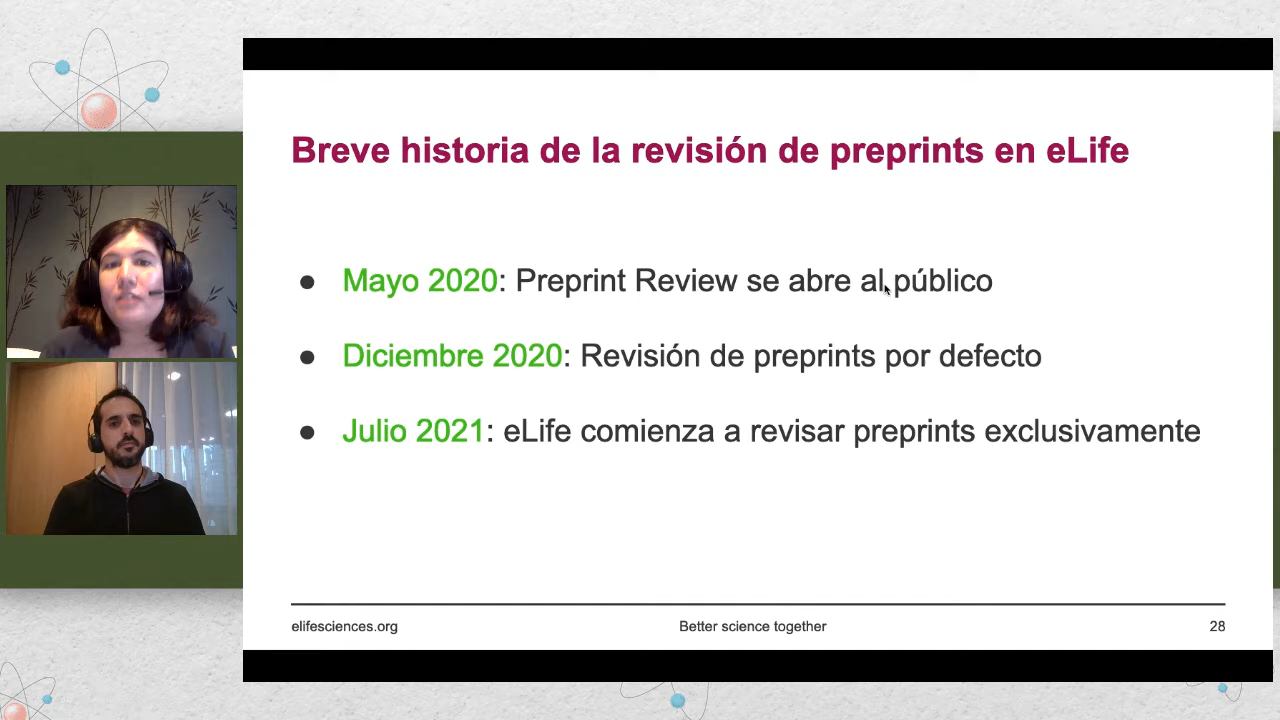 Breve historia de la revisión de preprints en eLife
● Mayo 2020: Preprint Review se abre al público
● Diciembre 2020: Revisión de preprints por defecto
● Julio 2021: eLife comienza a revisar preprints exclusivamente
elifesciences.org
Better science together
28